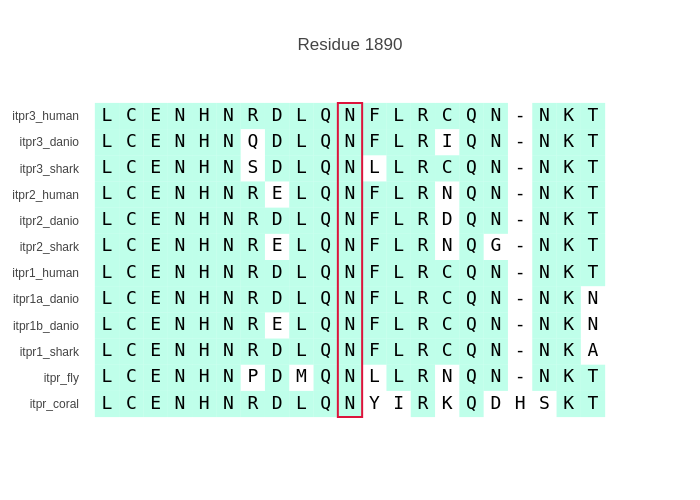 Residue 1890
itpr3_human L C E N H N R D L Q N F L R C Q N - N K T
itpr3_danio L C E N H N Q D L Q N F L R I Q N - N K T
itpr3_shark L C E N H N S D L Q N L L R C Q N - N K T
itpr2_human L C E N H N R E L Q N F L R N Q N - N K T
itpr2_danio L C E N H N R D L Q N F L R D Q N - N K T
itpr2_shark L C E N H N R E L Q N F L R N Q G - N K T
itpr1_human L C E N H N R D L Q N F L R C Q N - N K T
itpr1a_danio L C E N H N R D L Q N F L R C Q N - N K N
itpr1b_danio L C E N H N R E L Q N F L R C Q N - N K N
itpr1_shark L C E N H N R D L Q N F L R C Q N - N K A
itpr_fly L C E N H N P D M Q N L L R N Q N - N K T
itpr_coral L C E N H N R D L Q N Y I R K Q D H S K T